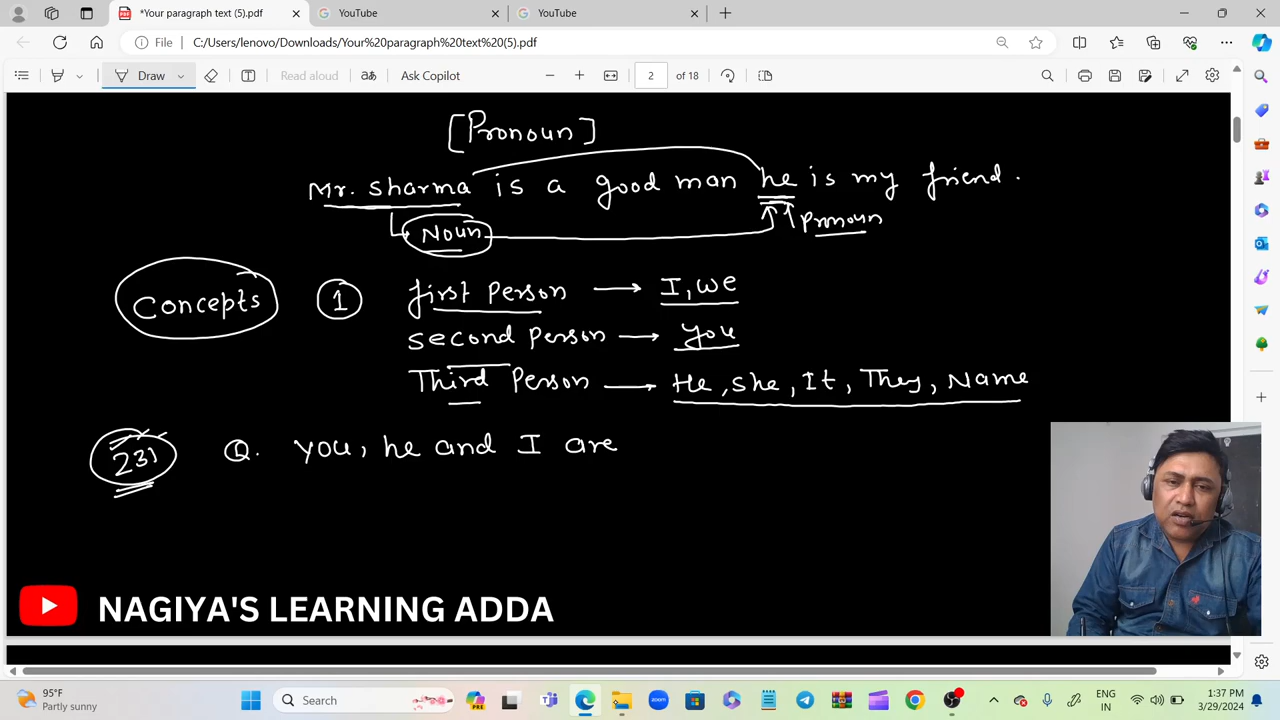 *Your paragraph text (5).pdf
YouTube
YouTube
File
C:/Users/lenovo/Downloads/Your%20paragraph%20text%20(5).pdf
Draw
Read aloud
Ask Copilot
2
of 18
[Pronoun]
Mr. Sharma is a good man he is my friend.
Noun
Pronoun
Concepts
1
first Person → I, we
second person → you
Third Person → He, she, It, They, Name
231
Q. you, he and I are
NAGIYA'S LEARNING ADDA
95°F
Partly sunny
Search
PRE
zoom
ENG
IN
1:37 PM
3/29/2024